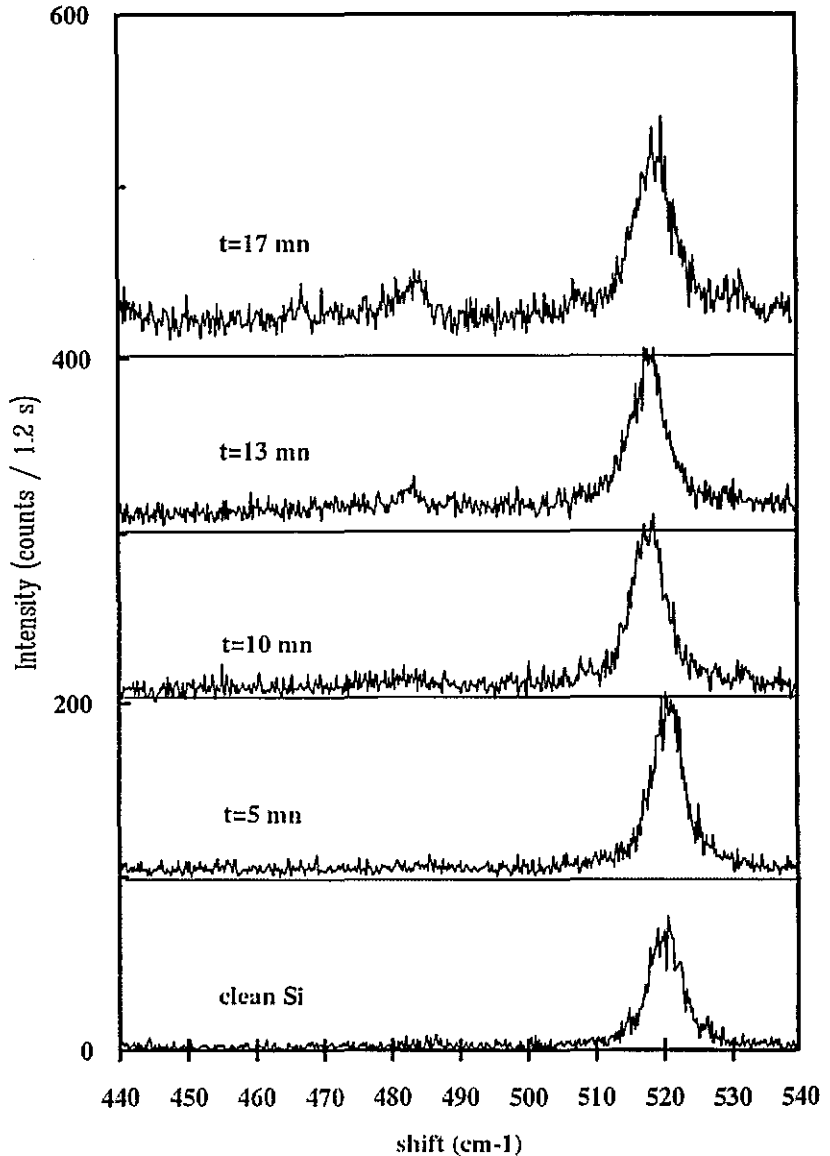 600
t=17 mn
400
t=13 mn
t=10 mn
200
t=5 mn
clean Si
0
440 450 460 470 480 490 500 510 520 530 540
shift (cm-1)
Intensity (counts / 1.2 s)